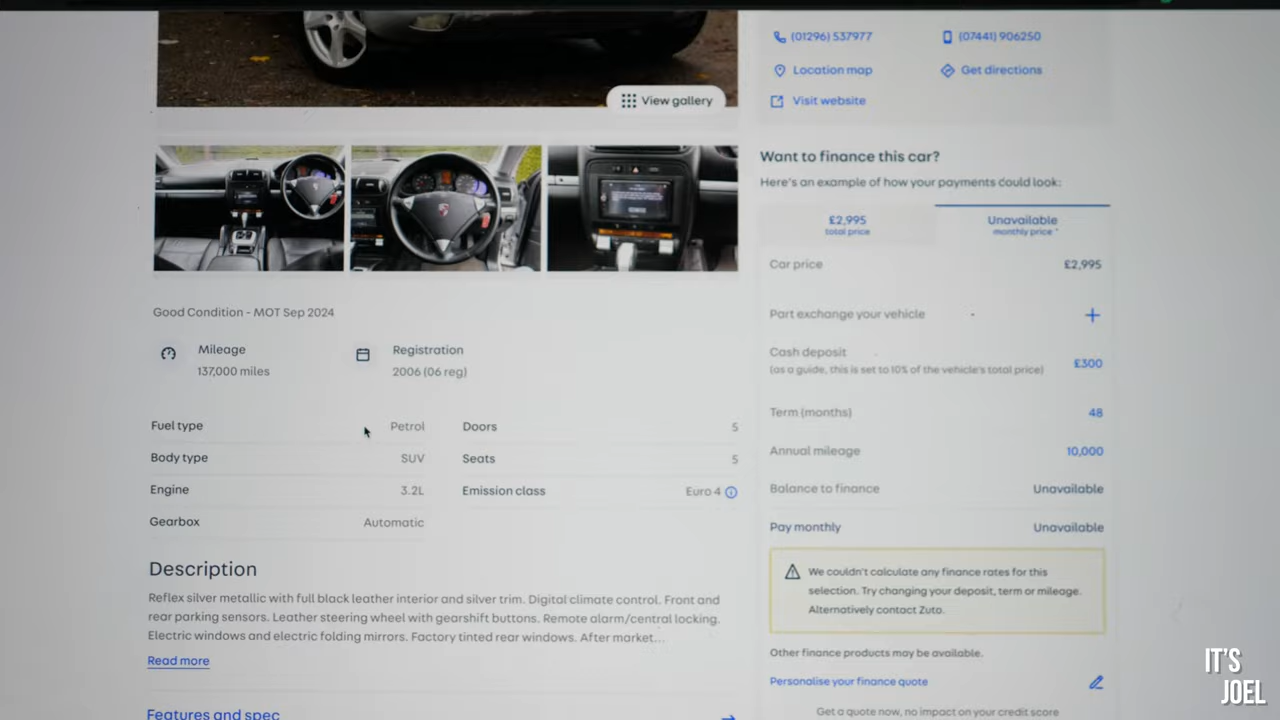 View gallery
Good Condition - MOT Sep 2024
Mileage
137,000 miles
Registration
2006 (06 reg)
Fuel type
Petrol
Doors
5
Body type
SUV
Seats
5
Engine
3.2L
Emission class
Euro 4
Gearbox
Automatic
Description
Reflex silver metallic with full black leather interior and silver trim. Digital climate control. Front and
rear parking sensors. Leather steering wheel with gearshift buttons. Remote alarm/central locking.
Electric windows and electric folding mirrors. Factory tinted rear windows. After market...
Read more
Features and spec
(01296) 537977
(07441) 906250
Location map
Get directions
Visit website
Want to finance this car?
Here's an example of how your payments could look:
£2,995
total price
Unavailable
monthly price *
Car price
£2,995
Part exchange your vehicle
Cash deposit
(as a guide, this is set to 10% of the vehicle's total price)
£300
Term (months)
48
Annual mileage
10,000
Balance to finance
Unavailable
Pay monthly
Unavailable
We couldn't calculate any finance rates for this
selection. Try changing your deposit, term or mileage.
Alternatively contact Zuto.
Other finance products may be available.
Personalise your finance quote
Get a quote now, no impact on your credit score
IT'S
JOEL